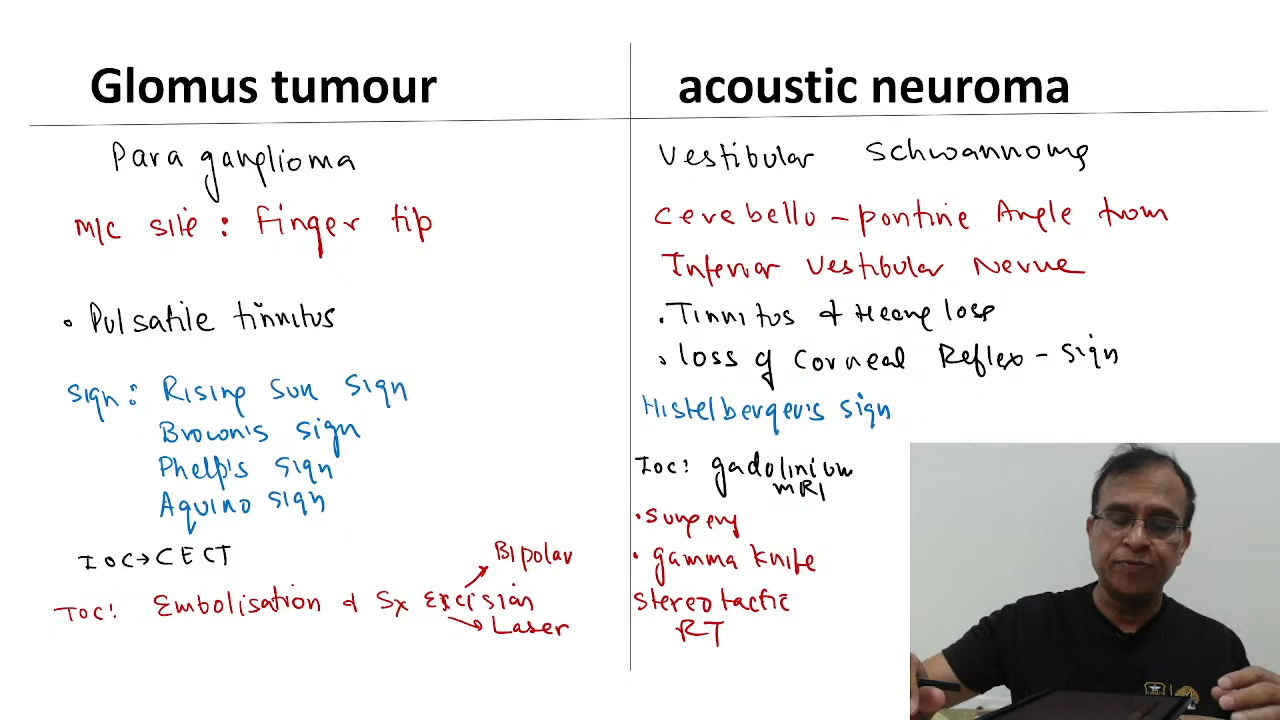 Glomus tumour
Para ganglioma
M/C site : Finger tip
• Pulsatile tinnitus
Sign : Rising Sun Sign
Brown's sign
Phelp's sign
Aquino sign
IOC → CECT
TOC: Embolisation & Sx Excision
Bipolar
Laser
acoustic neuroma
Vestibular Schwannoma
Cerebello - pontine Angle from
Inferior Vestibular Nerve
• Tinnitus & Hearing loss
• Loss of Corneal Reflex - Sign
Histelberger's sign
IOC: gadolinium
MRI
• Surgery
• gamma knife
stereotactic
RT